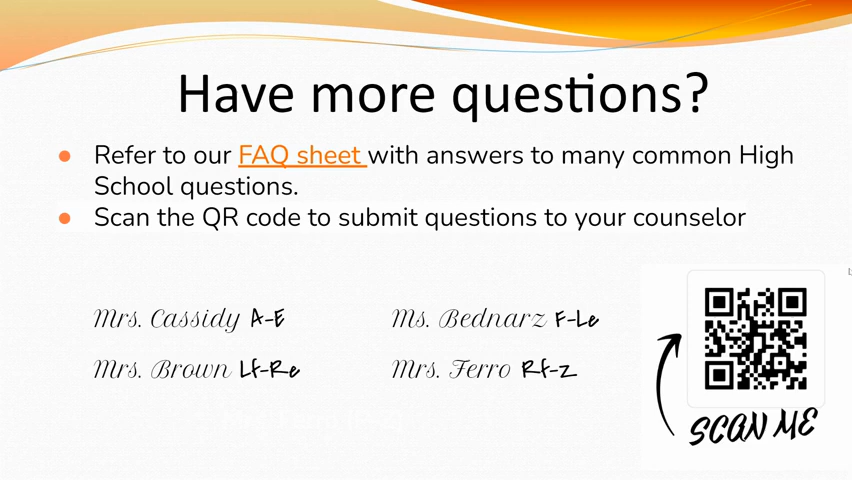 Have more questions?
Refer to our FAQ sheet with answers to many common High
School questions.
Scan the QR code to submit questions to your counselor
Mrs. Cassidy A-E
Ms. Bednarz F-Le
Mrs. Brown Lf-Re
Mrs. Ferro Rf-Z
SCAN ME